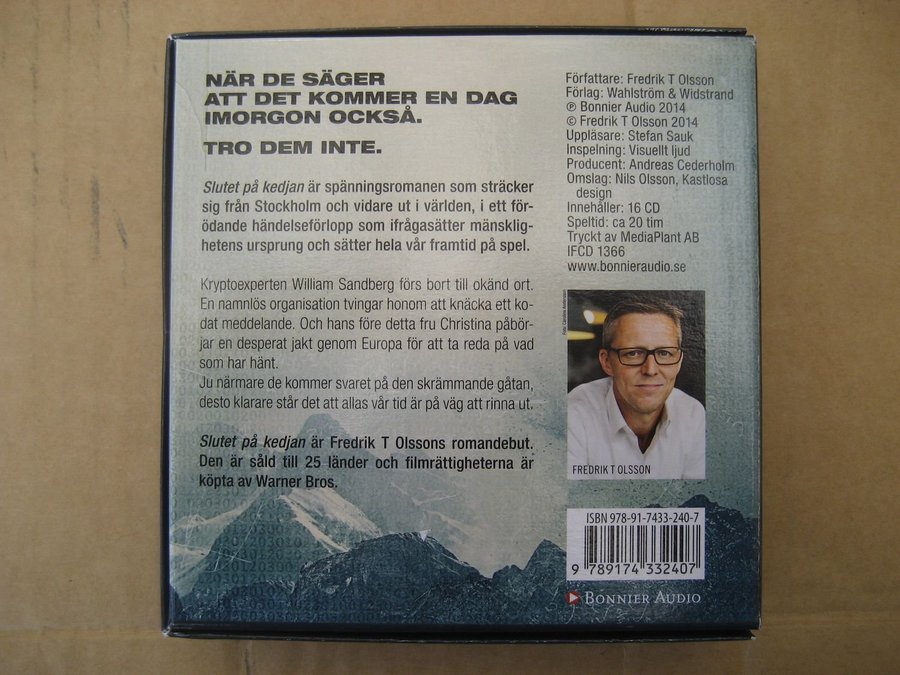 NÄR DE SÄGER
ATT DET KOMMER EN DAG
IMORGON OCKSÅ.
TRO DEM INTE.
Slutet på kedjan är spänningsromanen som sträcker
sig från Stockholm och vidare ut i världen, i ett för-
ödande händelseförlopp som ifrågasätter mänsklig-
hetens ursprung och sätter hela vår framtid på spel.
Kryptoexperten William Sandberg förs bort till okänd ort.
En namnlös organisation tvingar honom att knäcka ett ko-
dat meddelande. Och hans före detta fru Christina påbör-
jar en desperat jakt genom Europa för att ta reda på vad
som har hänt.
Ju närmare de kommer svaret på den skrämmande gåtan,
desto klarare står det att allas vår tid är på väg att rinna ut.
Slutet på kedjan är Fredrik T Olssons romandebut.
Den är såld till 25 länder och filmrättigheterna är
köpta av Warner Bros.
Författare: Fredrik T Olsson
Förlag: Wahlström & Widstrand
℗ Bonnier Audio 2014
© Fredrik T Olsson 2014
Uppläsare: Stefan Sauk
Inspelning: Visuellt ljud
Producent: Andreas Cederholm
Omslag: Nils Olsson, Kastlosa
design
Innehåller: 16 CD
Speltid: ca 20 tim
Tryckt av MediaPlant AB
IFCD 1366
www.bonnieraudio.se
FREDRIK T OLSSON
ISBN 978-91-7433-240-7
9 789174 332407
BONNIER AUDIO